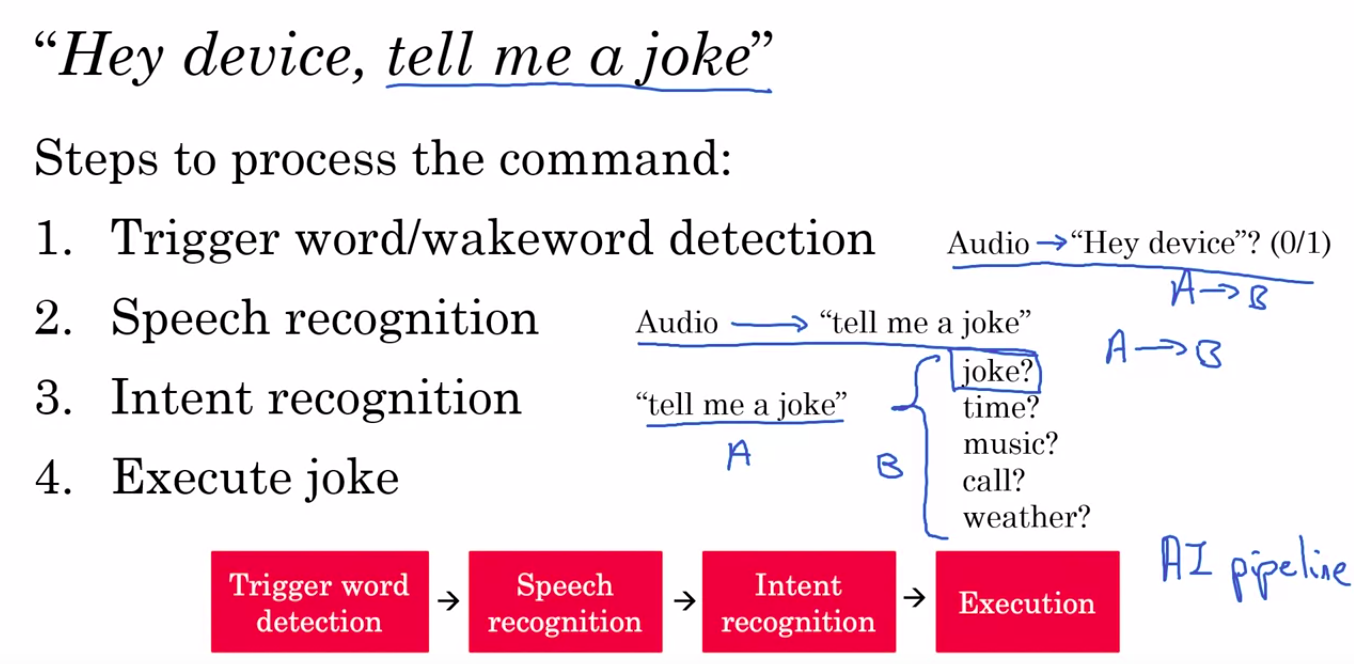 “Hey device, tell me a joke”
Steps to process the command:
1. Trigger word/wakeword detection
Audio → “Hey device”? (0/1)
A → B
2. Speech recognition
Audio → “tell me a joke”
A → B
3. Intent recognition
“tell me a joke”
A
B
joke?
time?
music?
call?
weather?
4. Execute joke
Trigger word
detection
→
Speech
recognition
→
Intent
recognition
→
Execution
AI pipeline